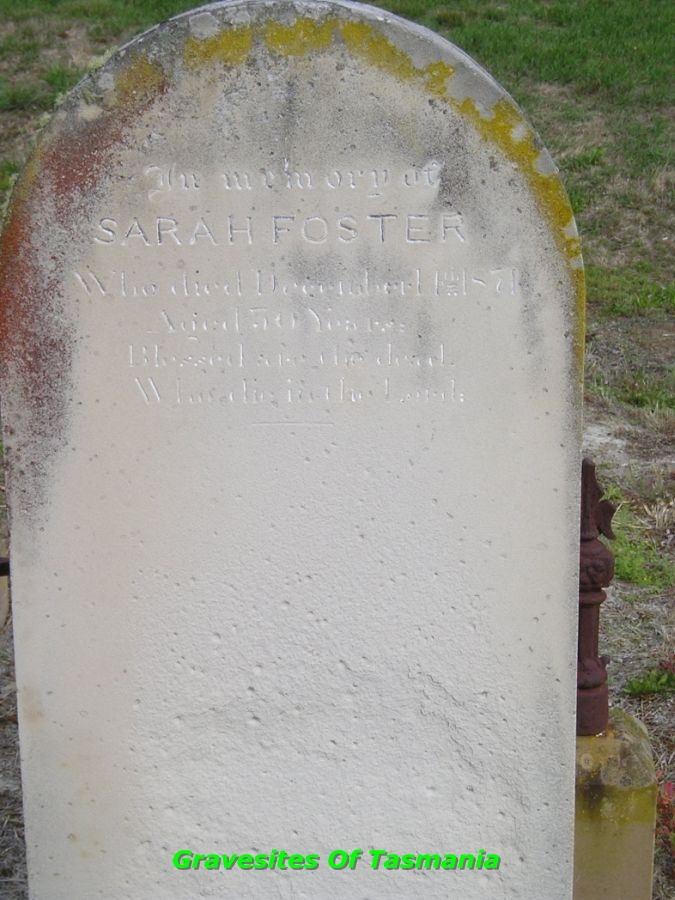 In memory of
SARAH FOSTER
Who died December 1871
Aged Years:
Blessed are the dead.
Who die in the Lord:
Gravesites Of Tasmania